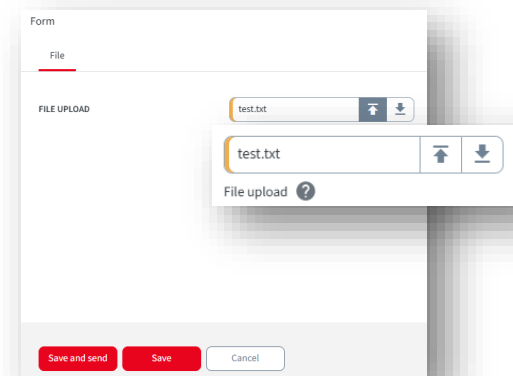 Form
File
FILE UPLOAD
test.txt
test.txt
File upload ?
Save and send
Save
Cancel